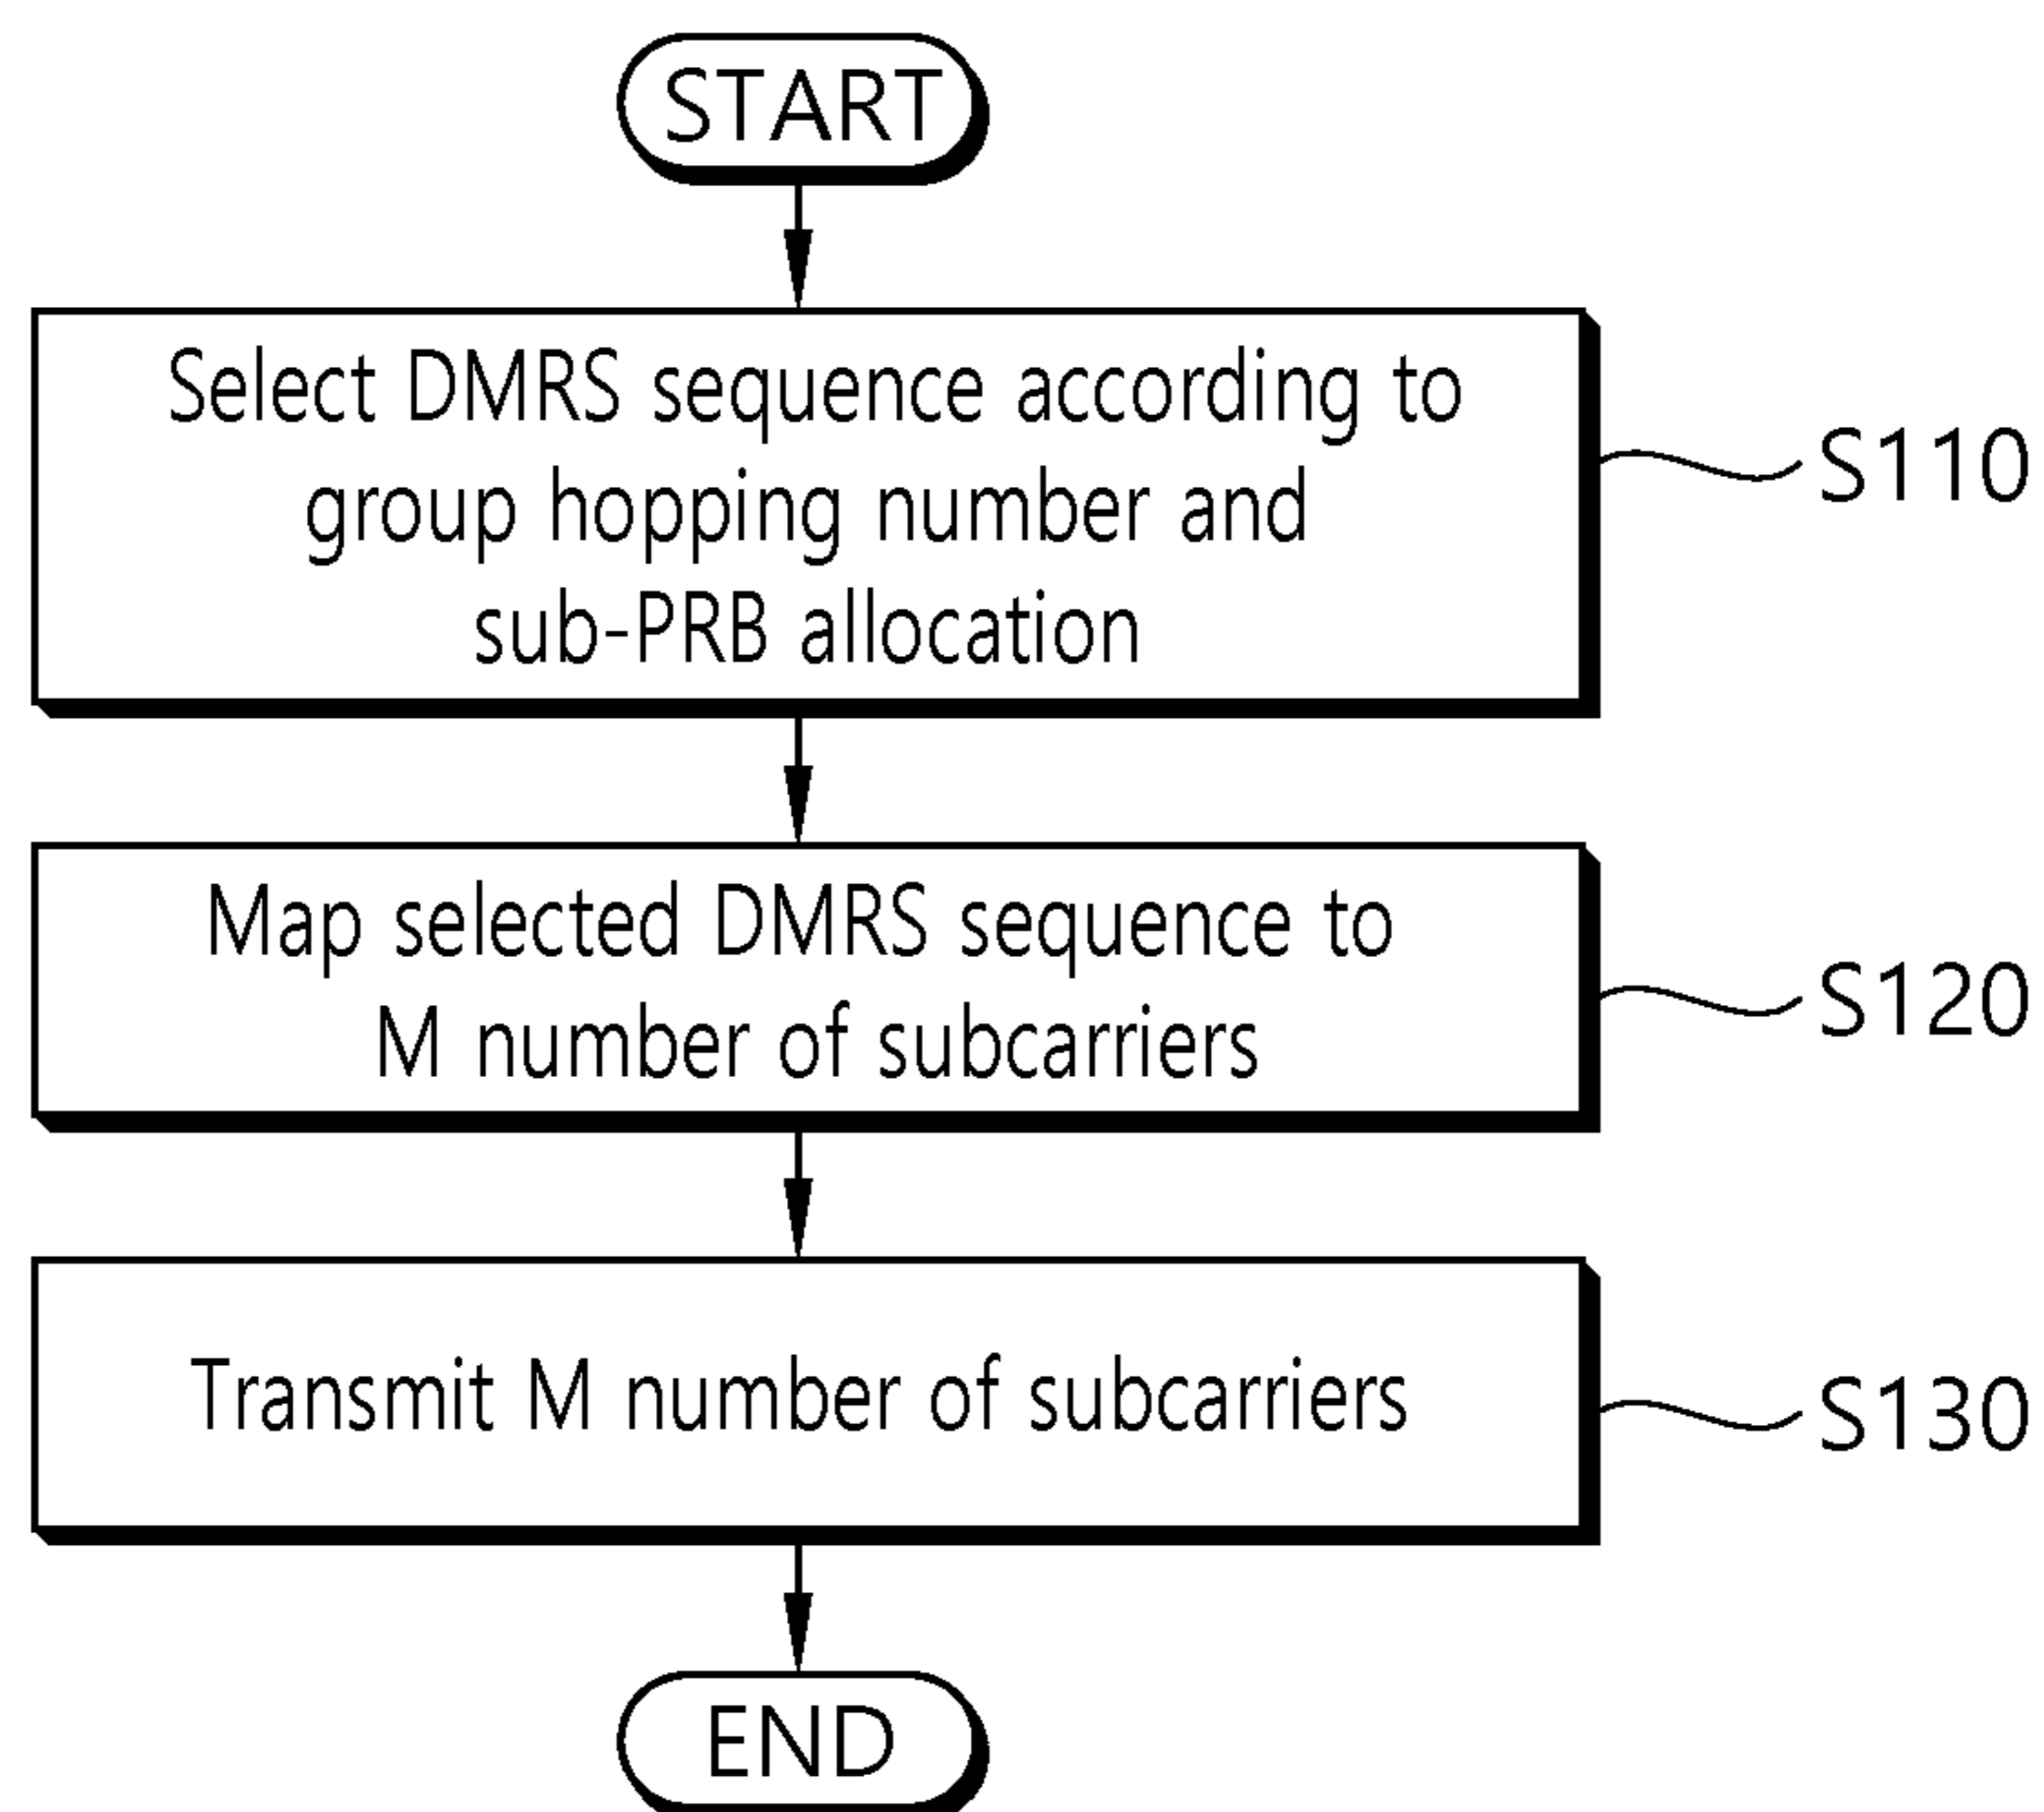 START
Select DMRS sequence according to
group hopping number and
sub-PRB allocation
S110
Map selected DMRS sequence to
M number of subcarriers
S120
Transmit M number of subcarriers
S130
END